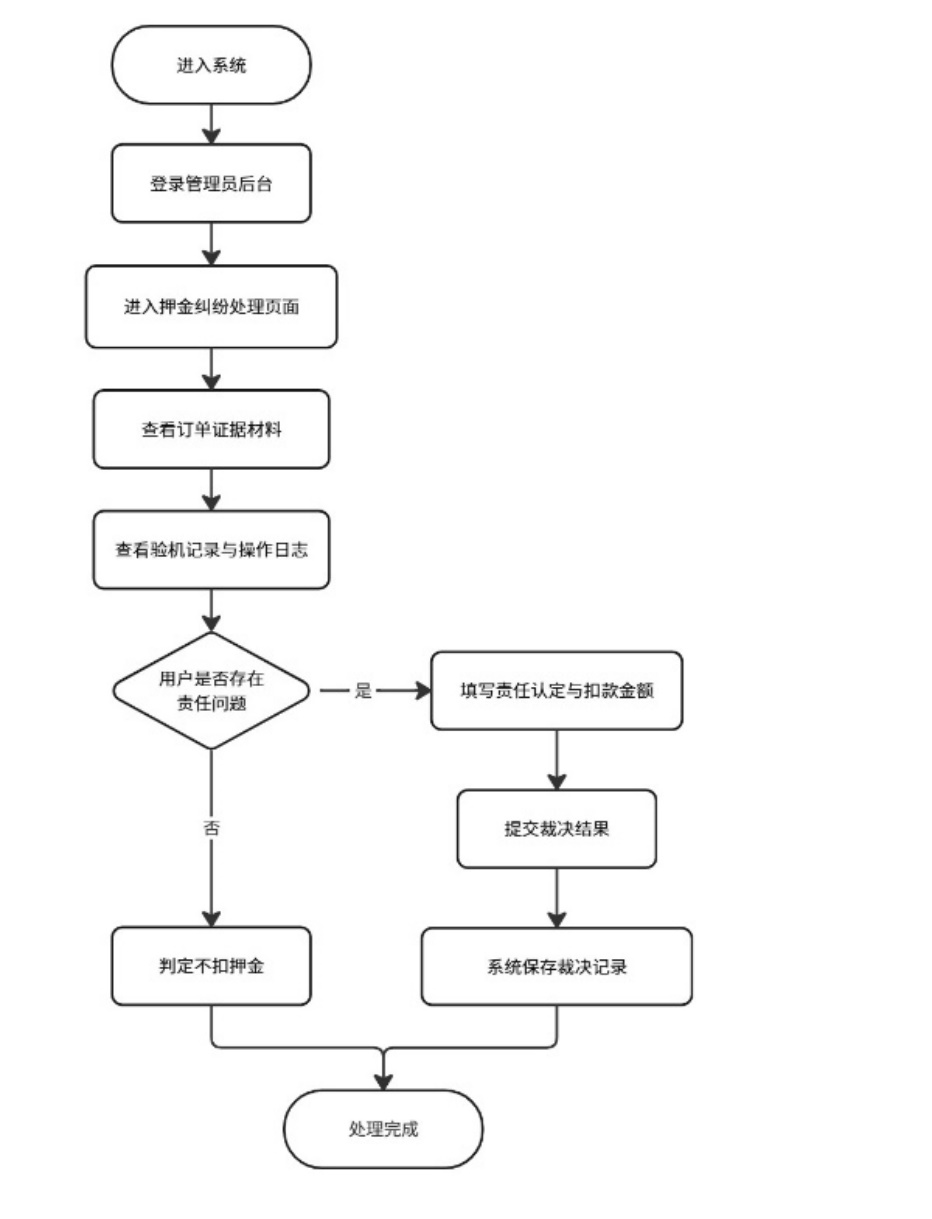 进入系统
登录管理员后台
进入押金纠纷处理页面
查看订单证据材料
查看验机记录与操作日志
用户是否存在
责任问题
是
填写责任认定与扣款金额
提交裁决结果
否
判定不扣押金
系统保存裁决记录
处理完成